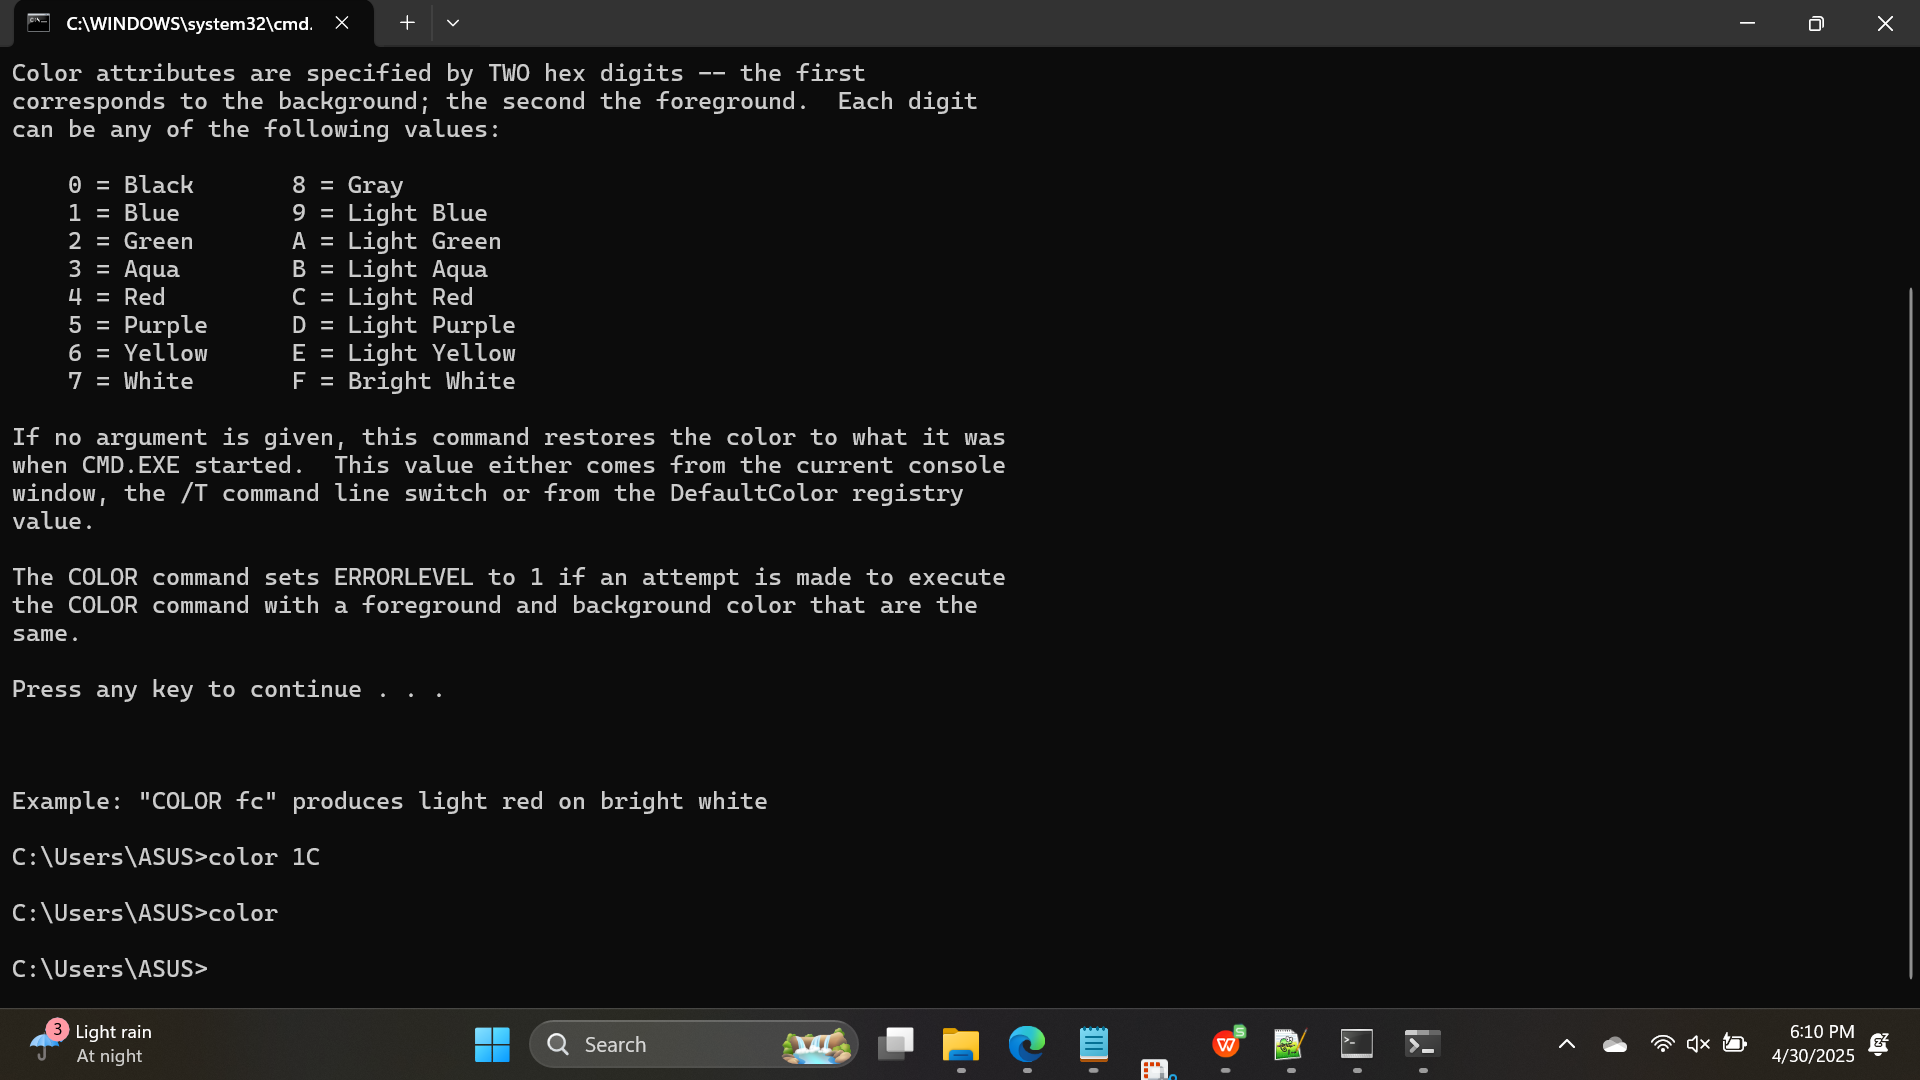 C:\WINDOWS\system32\cmd.
Color attributes are specified by TWO hex digits -- the first
corresponds to the background; the second the foreground.  Each digit
can be any of the following values:
    0 = Black       8 = Gray
    1 = Blue        9 = Light Blue
    2 = Green       A = Light Green
    3 = Aqua        B = Light Aqua
    4 = Red         C = Light Red
    5 = Purple      D = Light Purple
    6 = Yellow      E = Light Yellow
    7 = White       F = Bright White
If no argument is given, this command restores the color to what it was
when CMD.EXE started.  This value either comes from the current console
window, the /T command line switch or from the DefaultColor registry
value.
The COLOR command sets ERRORLEVEL to 1 if an attempt is made to execute
the COLOR command with a foreground and background color that are the
same.
Press any key to continue . . .
Example: "COLOR fc" produces light red on bright white
C:\Users\ASUS>color 1C
C:\Users\ASUS>color
C:\Users\ASUS>
3
Light rain
At night
Search
W
S
6:10 PM
4/30/2025